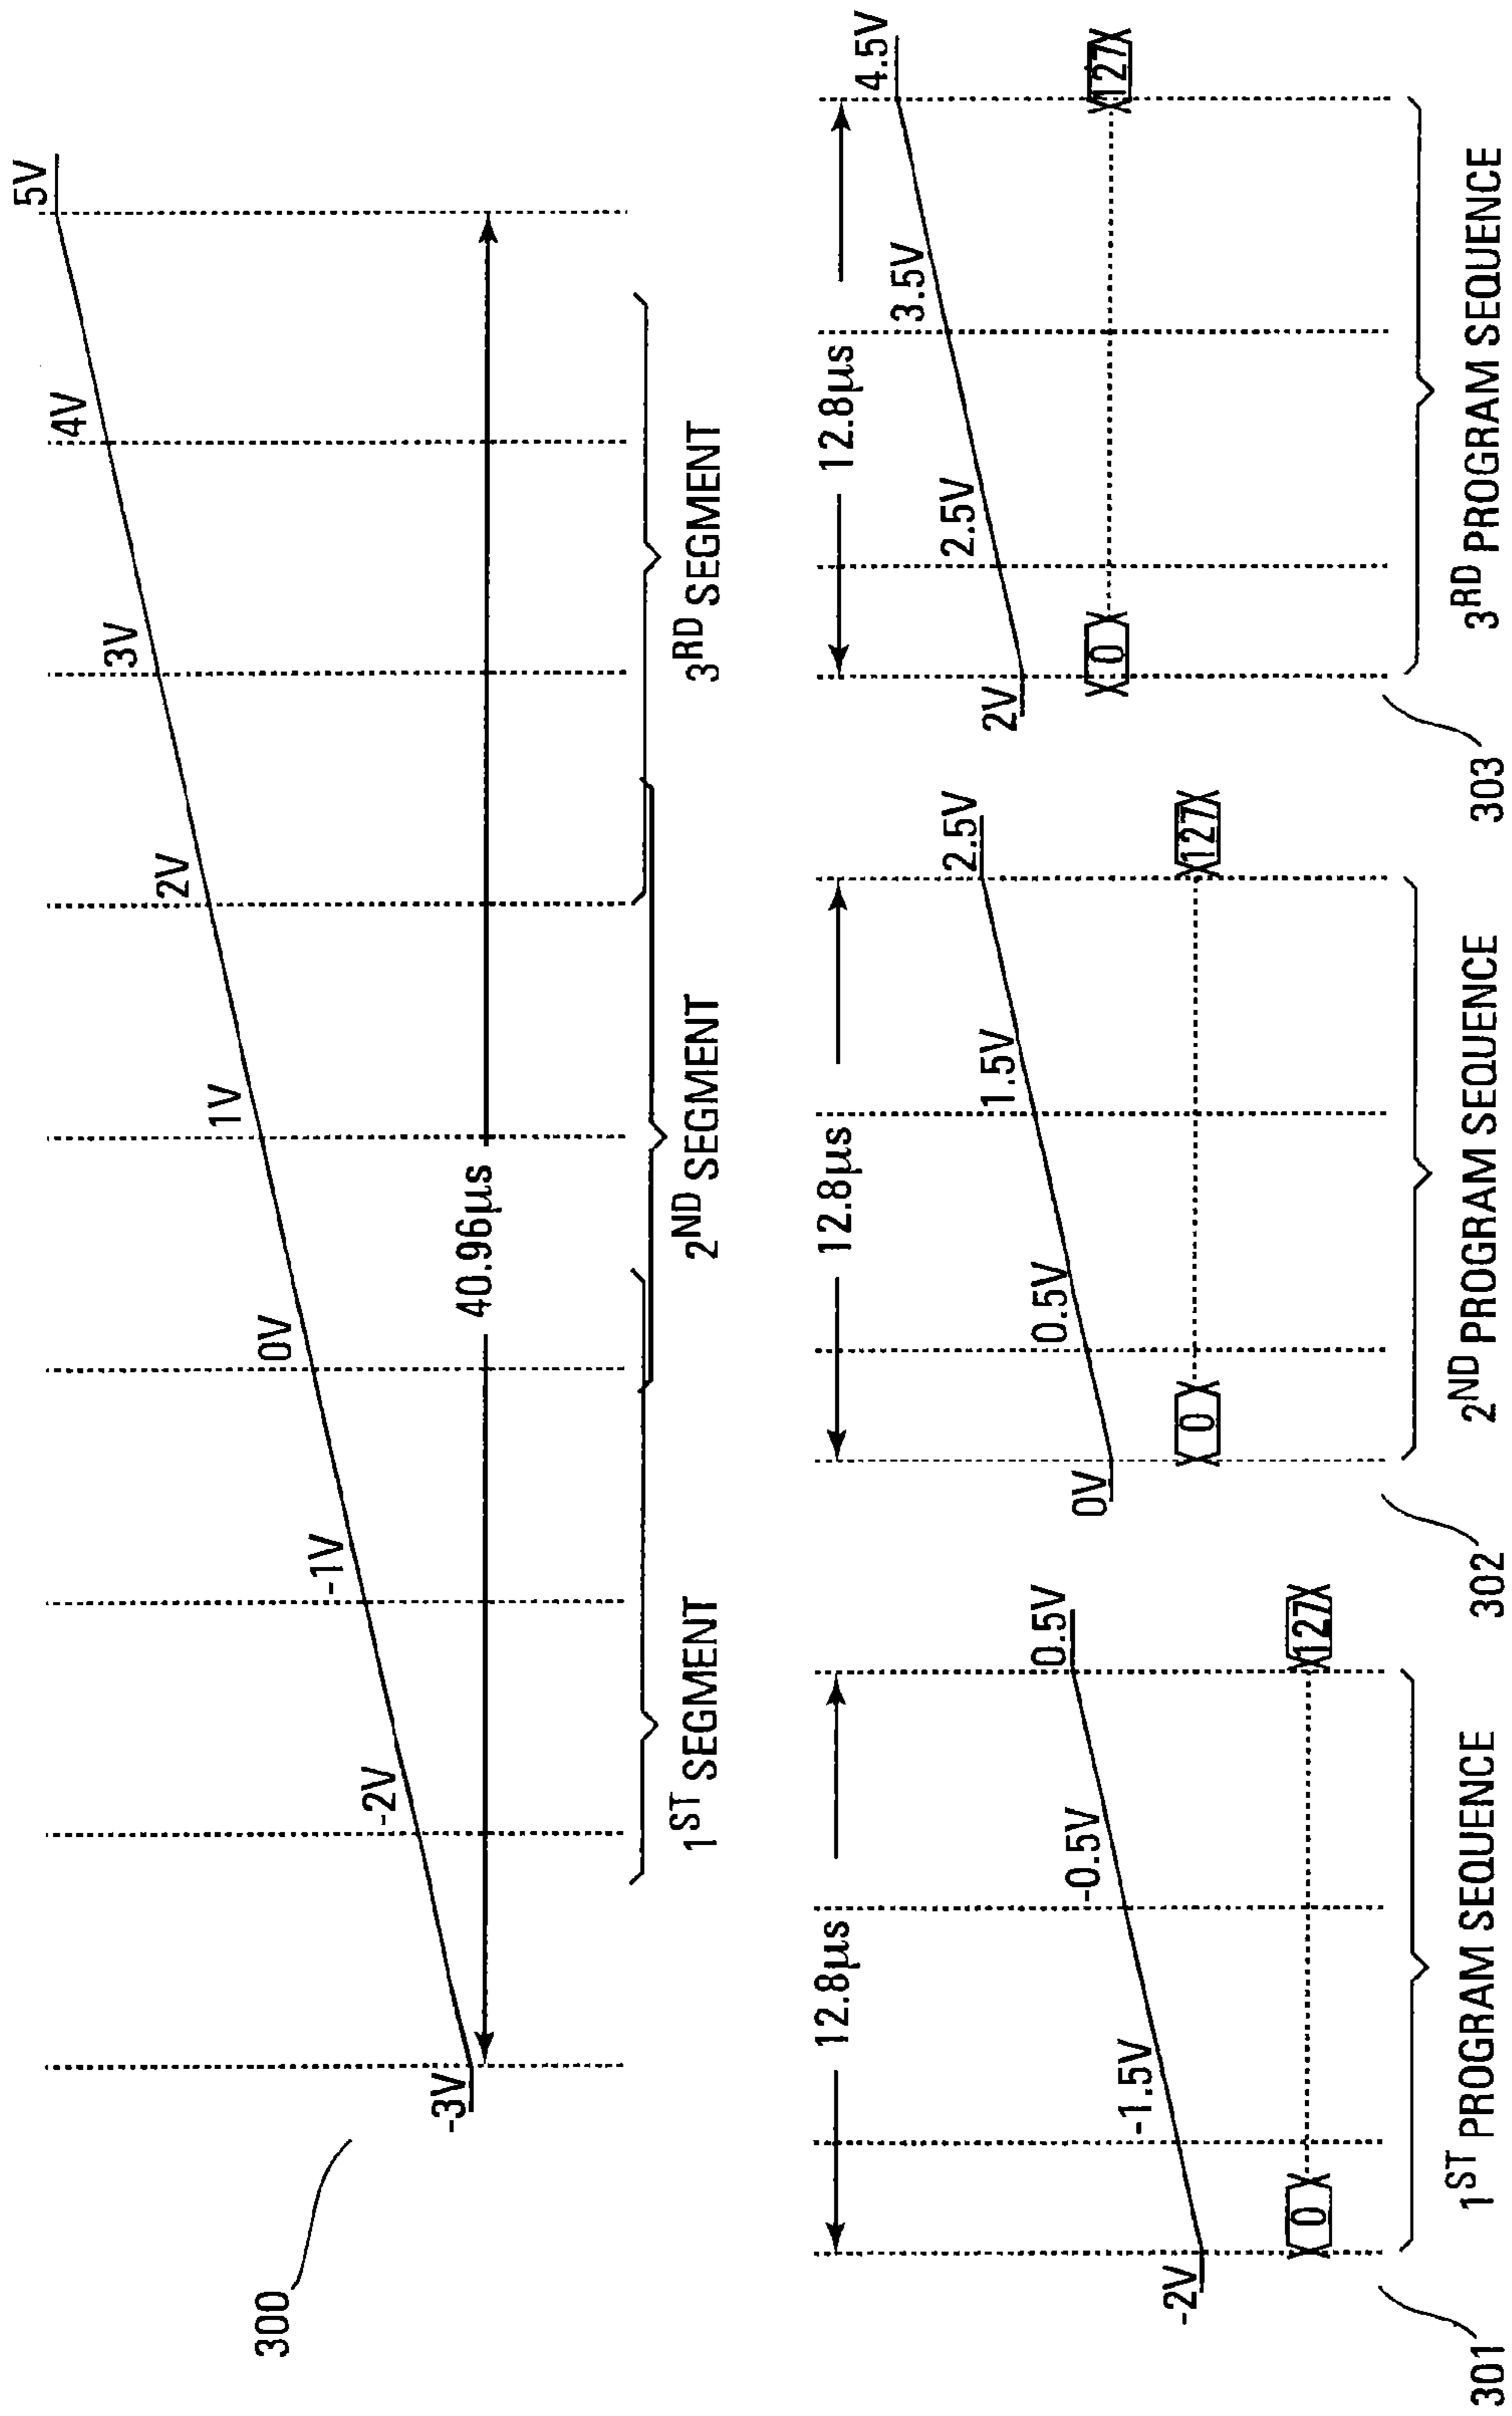 300
-3V
-2V
-1V
0V
1V
2V
3V
4V
5V
40.96µs
1ST SEGMENT
2ND SEGMENT
3RD SEGMENT
301
-2V
-1.5V
-0.5V
0.5V
12.8µs
0
127
1ST PROGRAM SEQUENCE
302
0V
0.5V
1.5V
2.5V
12.8µs
0
127
2ND PROGRAM SEQUENCE
303
2V
2.5V
3.5V
4.5V
12.8µs
0
127
3RD PROGRAM SEQUENCE